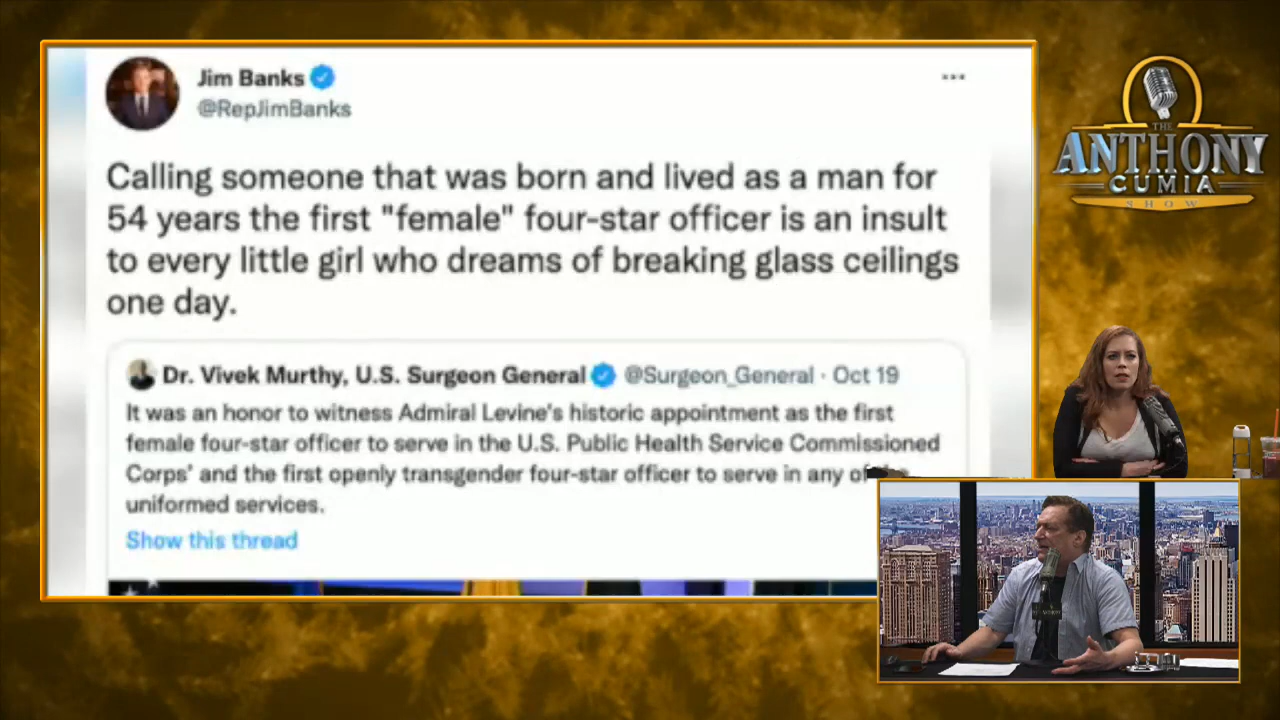 Jim Banks
@RepJimBanks
Calling someone that was born and lived as a man for
54 years the first "female" four-star officer is an insult
to every little girl who dreams of breaking glass ceilings
one day.
Dr. Vivek Murthy, U.S. Surgeon General @Surgeon_General · Oct 19
It was an honor to witness Admiral Levine's historic appointment as the first
female four-star officer to serve in the U.S. Public Health Service Commissioned
Corps' and the first openly transgender four-star officer to serve in any of
uniformed services.
Show this thread
THE
ANTHONY
CUMIA
SHOW